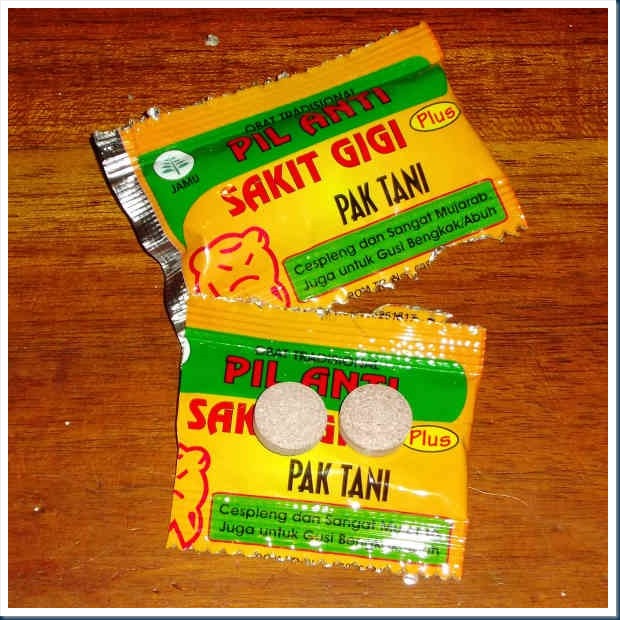 OBAT TRADISIONAL
PIL ANTI
SAKIT GIGI Plus
JAMU
PAK TANI
Cespleng dan Sangat Mujarab.
Juga untuk Gusi Bengkak/Abuh
OBAT TRADISIONAL
PIL ANTI
Plus
PAK TANI
Cespleng dan Sangat
Juga untuk Gusi